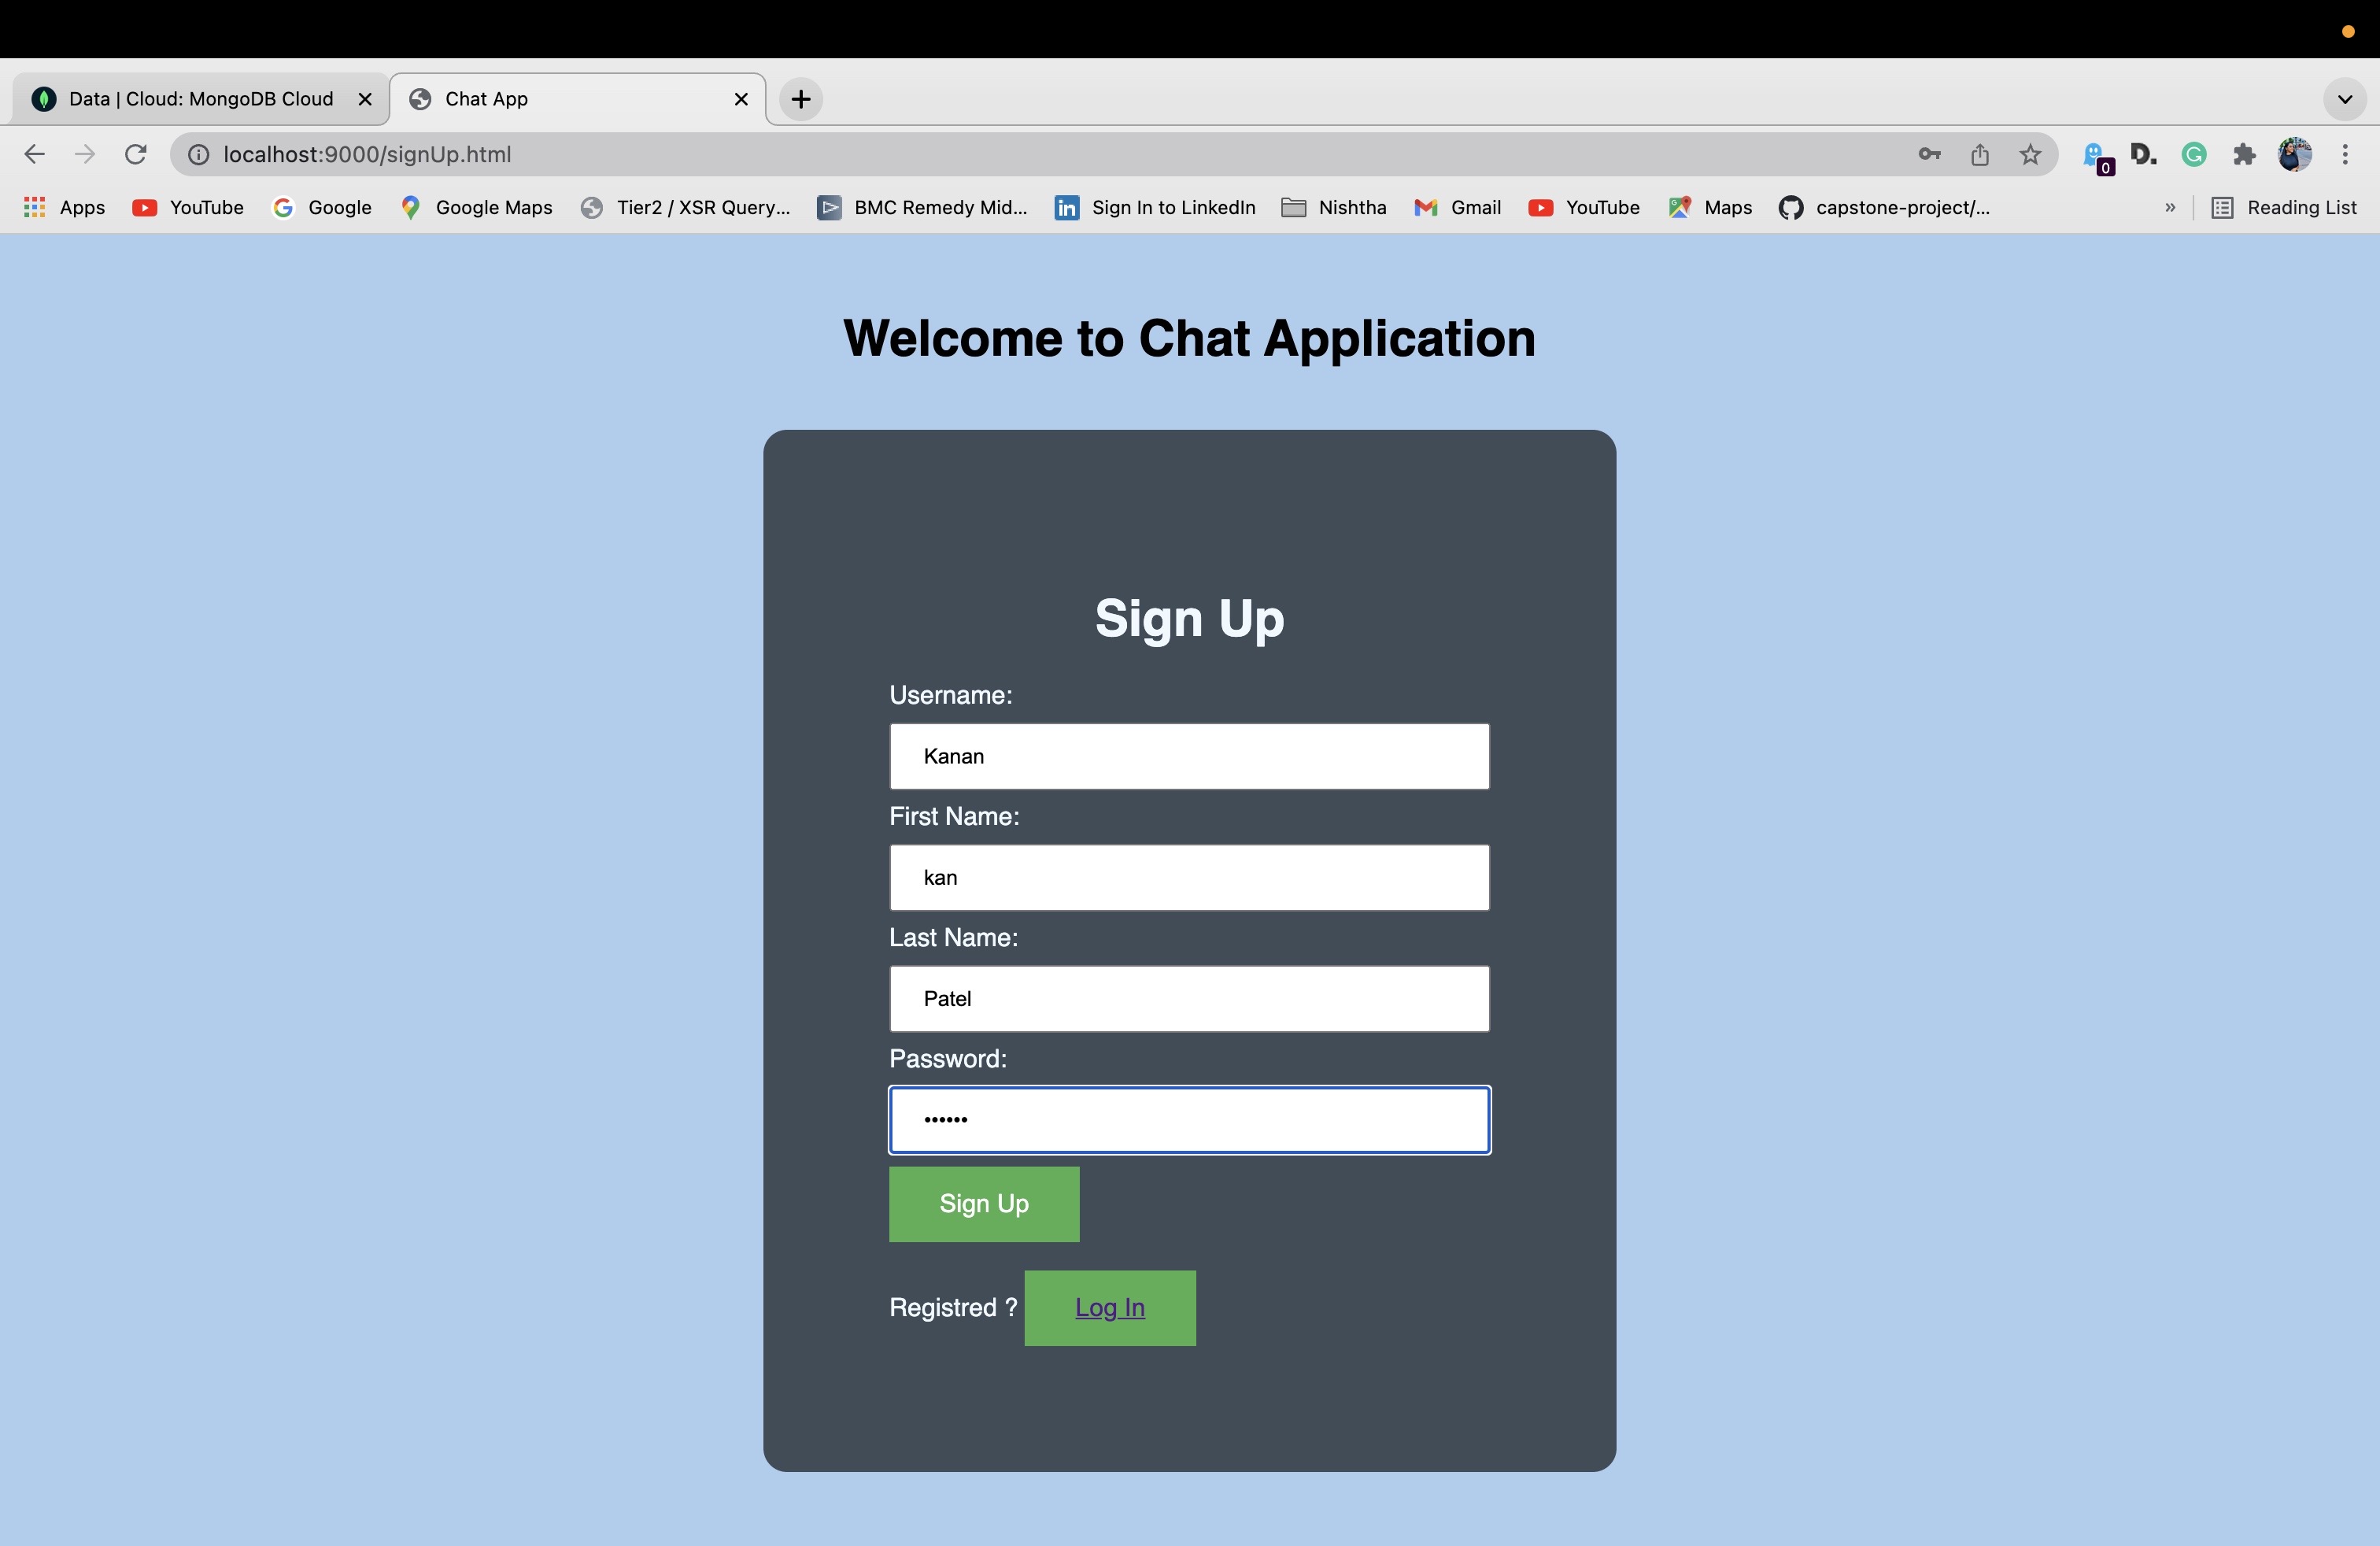 Data | Cloud: MongoDB Cloud
Chat App
localhost:9000/signUp.html
0
D.
Apps
YouTube
Google
Google Maps
Tier2 / XSR Query...
BMC Remedy Mid...
Sign In to LinkedIn
Nishtha
Gmail
YouTube
Maps
capstone-project/...
»
Reading List
Welcome to Chat Application
Sign Up
Username:
Kanan
First Name:
kan
Last Name:
Patel
Password:
••••••
Sign Up
Registred ? Log In